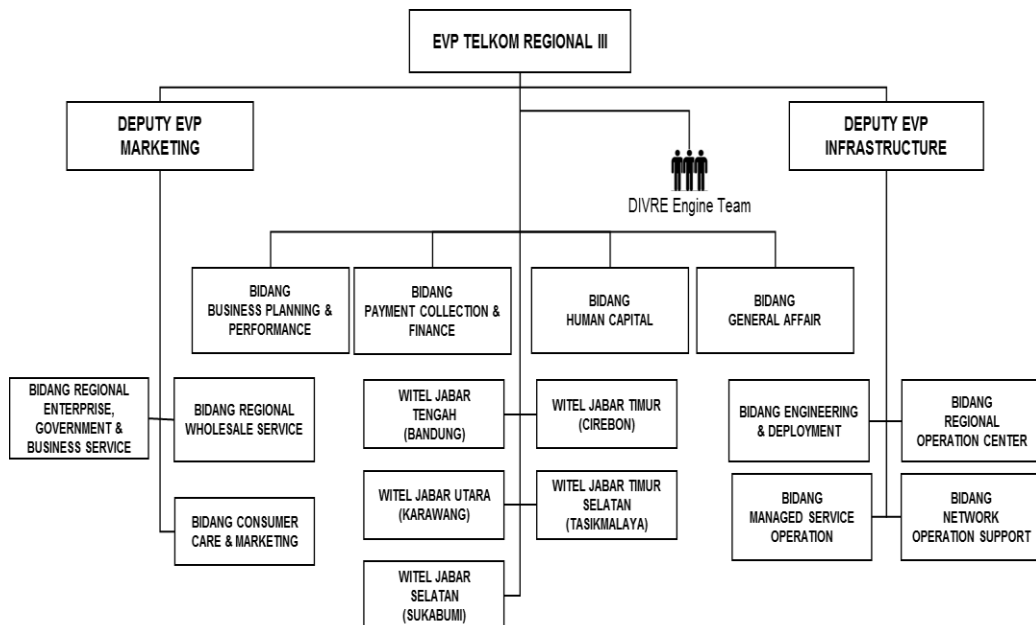 EVP TELKOM REGIONAL III
DEPUTY EVP
MARKETING
DEPUTY EVP
INFRASTRUCTURE
DIVRE Engine Team
BIDANG
BUSINESS PLANNING &
PERFORMANCE
BIDANG
PAYMENT COLLECTION &
FINANCE
BIDANG
HUMAN CAPITAL
BIDANG
GENERAL AFFAIR
BIDANG REGIONAL
ENTERPRISE,
GOVERNMENT &
BUSINESS SERVICE
BIDANG REGIONAL
WHOLESALE SERVICE
WITEL JABAR
TENGAH
(BANDUNG)
WITEL JABAR TIMUR
(CIREBON)
BIDANG ENGINEERING
& DEPLOYMENT
BIDANG
REGIONAL
OPERATION CENTER
BIDANG CONSUMER
CARE & MARKETING
WITEL JABAR UTARA
(KARAWANG)
WITEL JABAR TIMUR
SELATAN
(TASIKMALAYA)
BIDANG
MANAGED SERVICE
OPERATION
BIDANG
NETWORK
OPERATION SUPPORT
WITEL JABAR
SELATAN
(SUKABUMI)